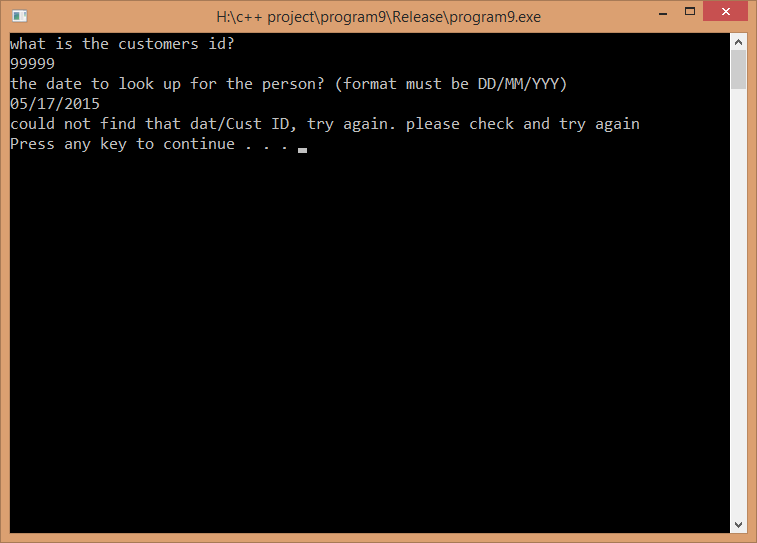 H:\c++ project\program9\Release\program9.exe
what is the customers id?
99999
the date to look up for the person? (format must be DD/MM/YYY)
05/17/2015
could not find that dat/Cust ID, try again. please check and try again
Press any key to continue . . .